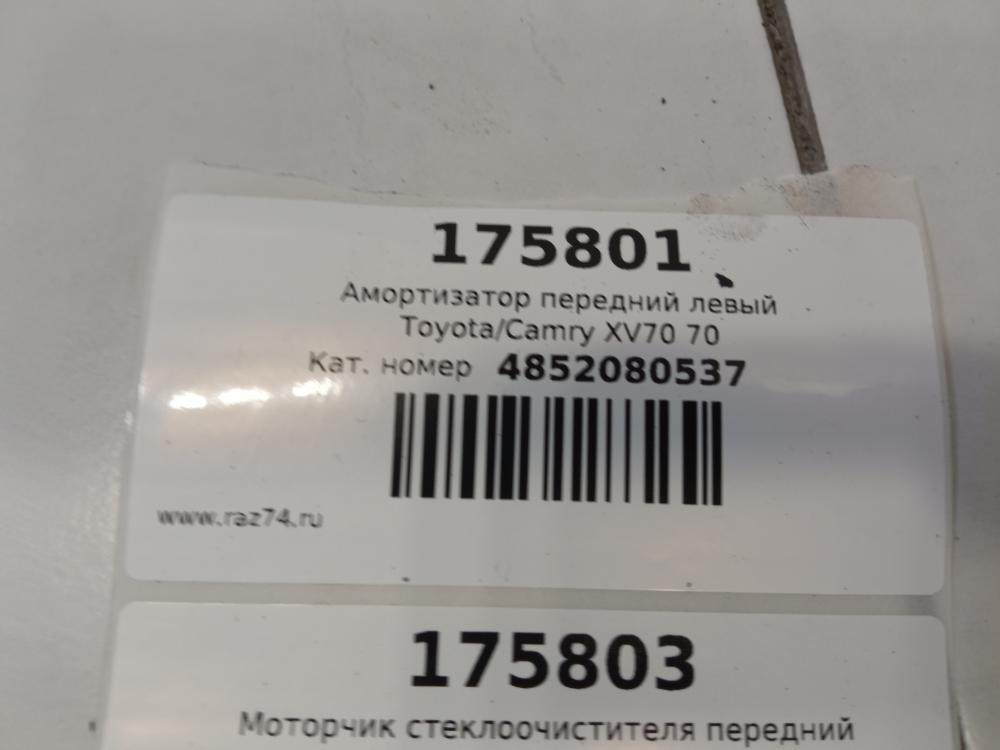 175801
Амортизатор передний левый
Toyota/Camry XV70 70
Кат. номер 4852080537
www.raz74.ru
175803
Моторчик стеклоочистителя передний